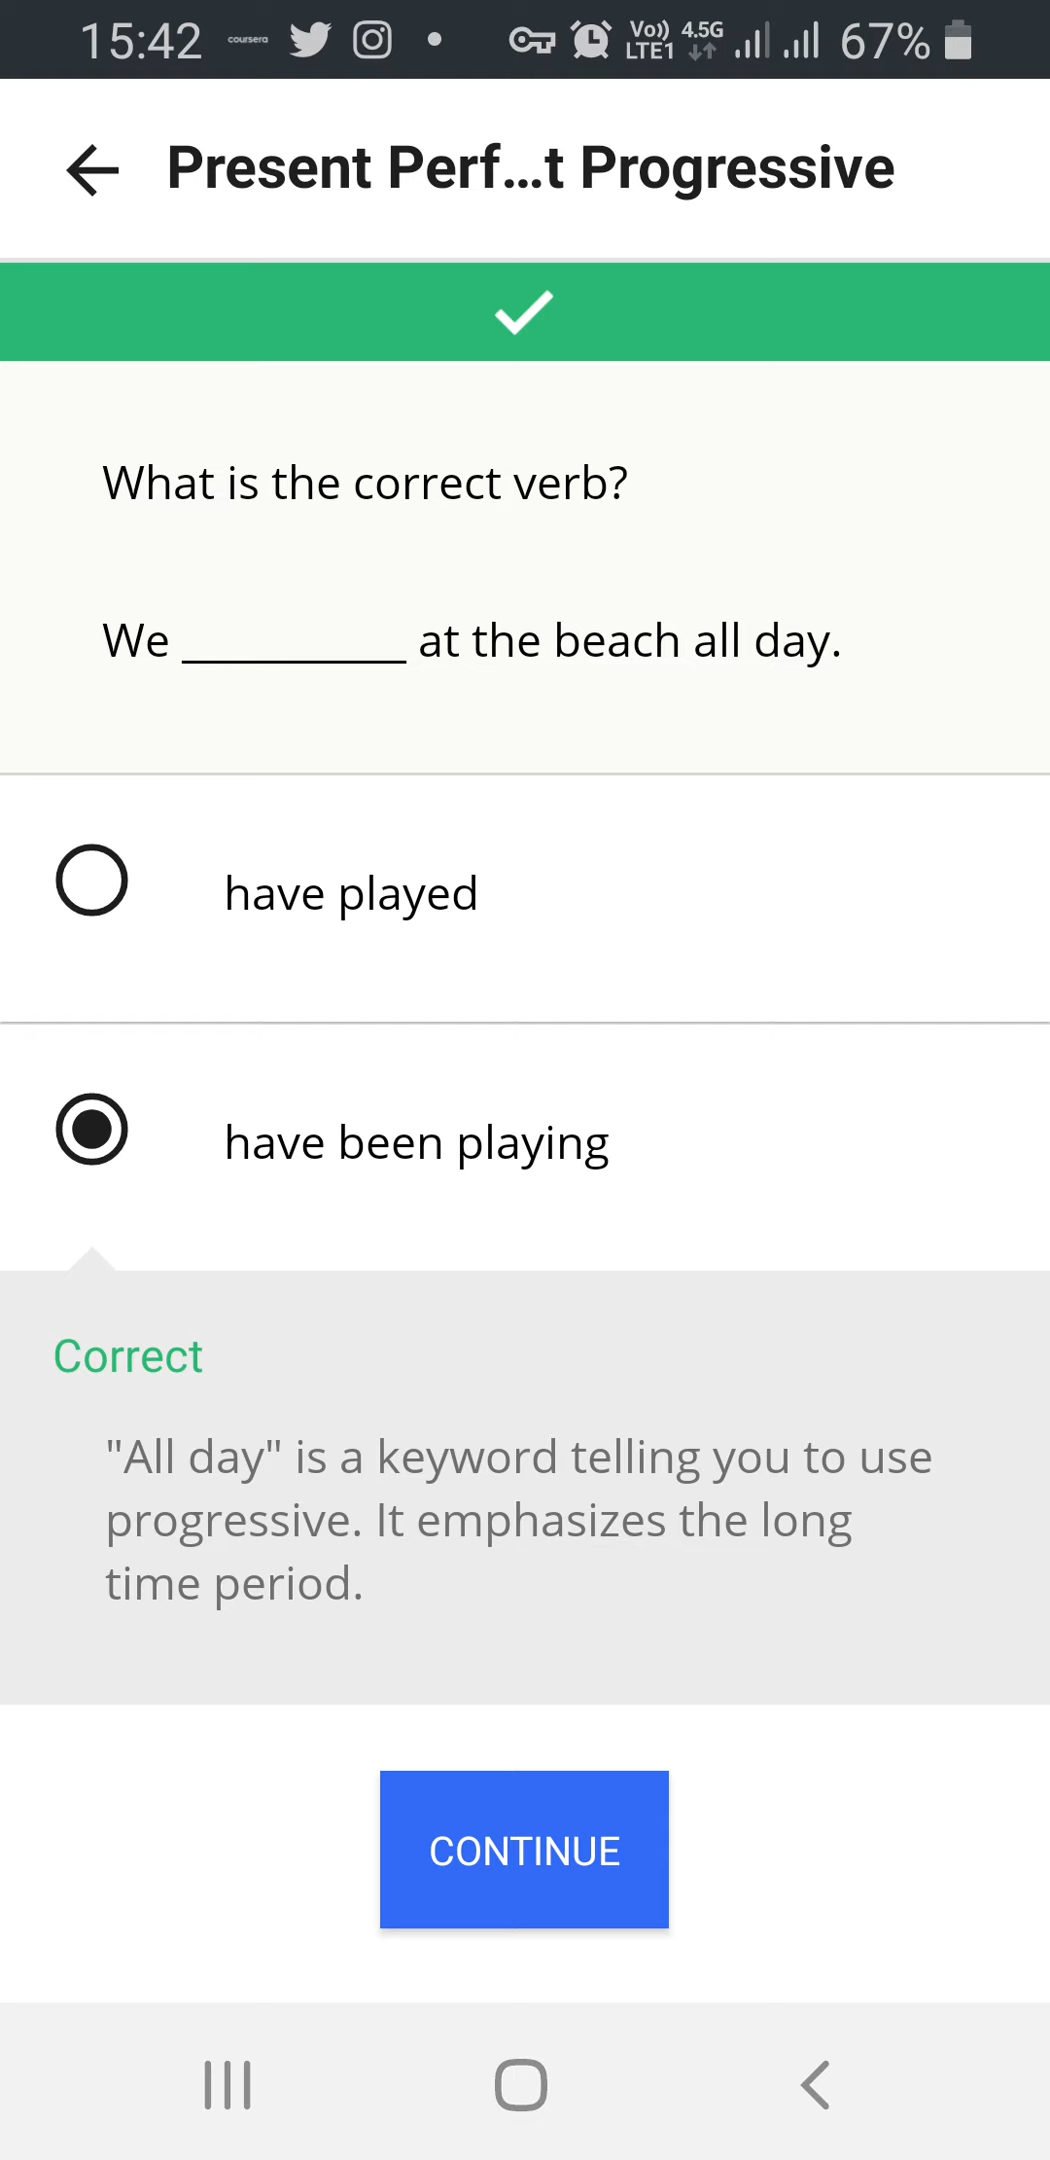 15:42 coursera Vo)) LTE1 4.5G 67%
Present Perf...t Progressive
What is the correct verb?
We __________ at the beach all day.
have played
have been playing
Correct
"All day" is a keyword telling you to use
progressive. It emphasizes the long
time period.
CONTINUE